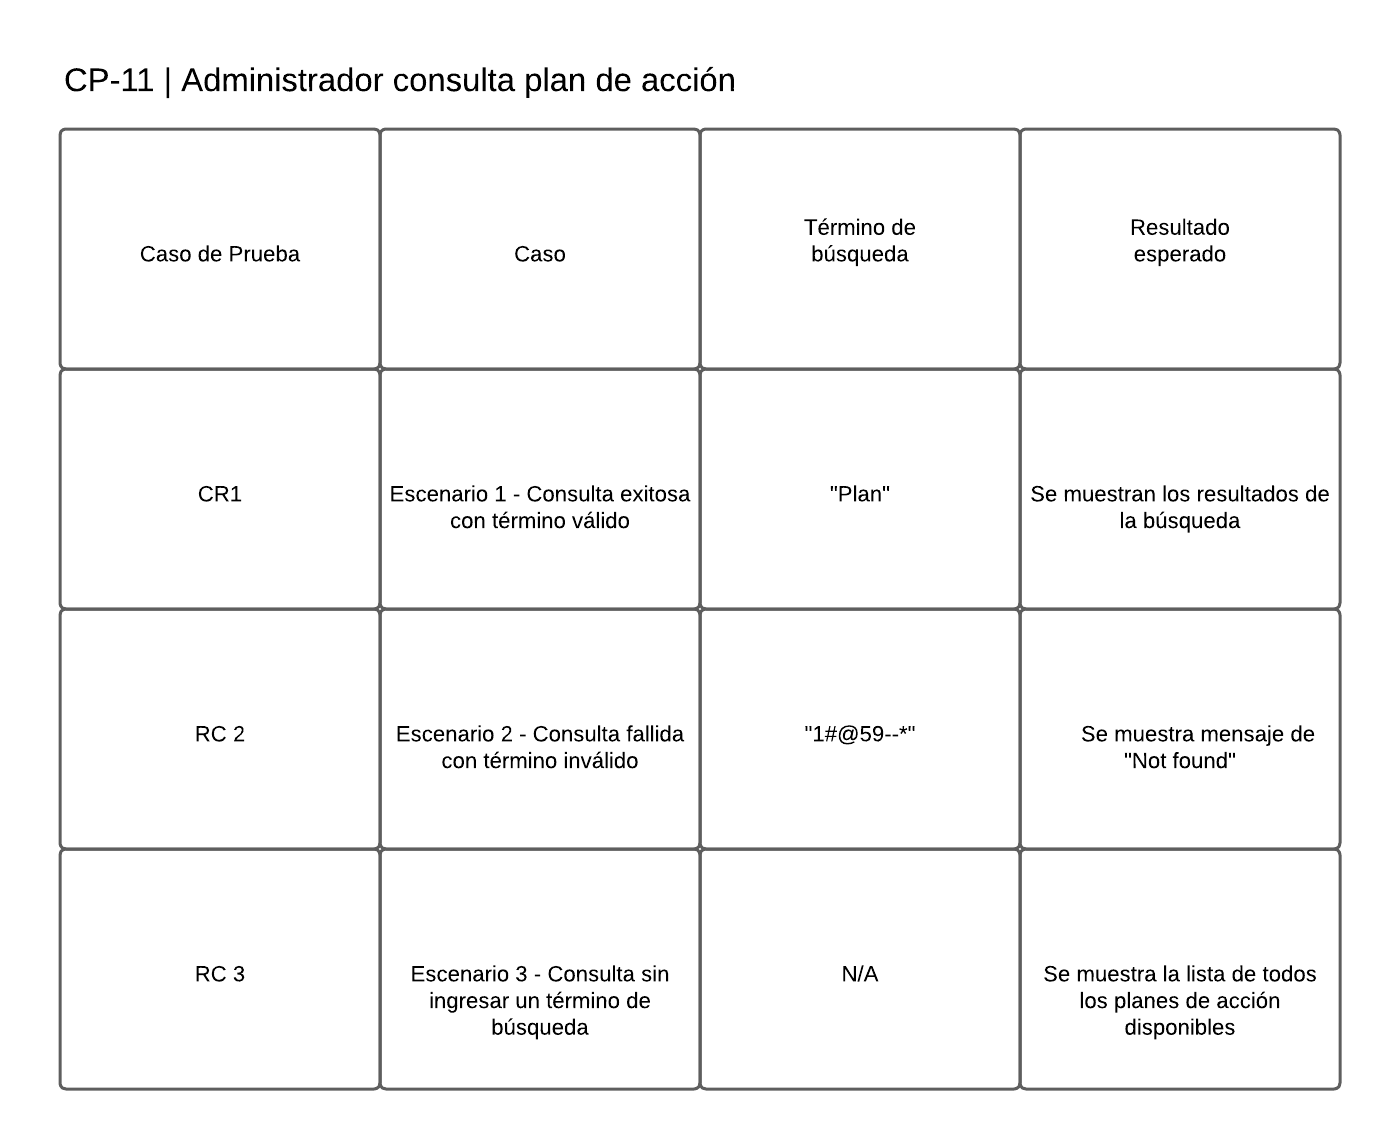 CP-11 | Administrador consulta plan de acción
Caso de Prueba
Caso
Término de
búsqueda
Resultado
esperado
CR1
Escenario 1 - Consulta exitosa
con término válido
"Plan"
Se muestran los resultados de
la búsqueda
RC 2
Escenario 2 - Consulta fallida
con término inválido
"1#@59--*"
Se muestra mensaje de
"Not found"
RC 3
Escenario 3 - Consulta sin
ingresar un término de
búsqueda
N/A
Se muestra la lista de todos
los planes de acción
disponibles